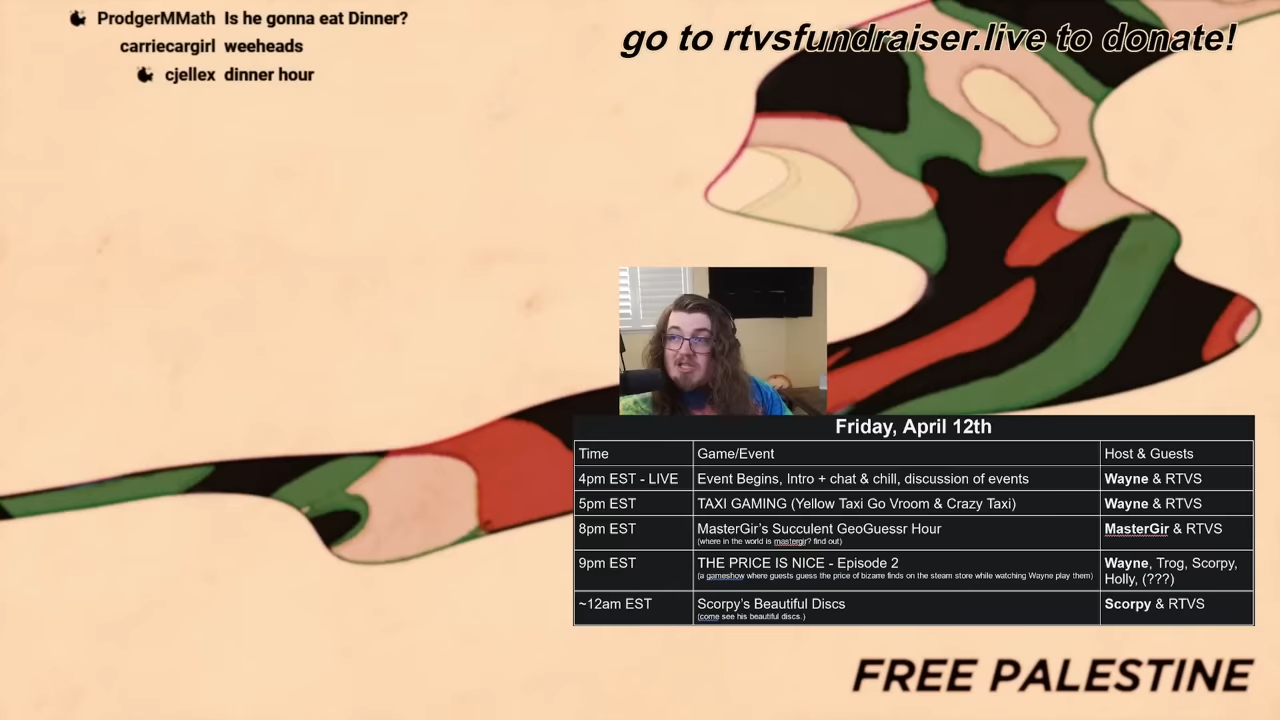 ProdgerMMath Is he gonna eat Dinner?
carriecargirl weeheads
cjellex dinner hour
go to rtvsfundraiser.live to donate!
Friday, April 12th
Time Game/Event Host & Guests
4pm EST - LIVE Event Begins, Intro + chat & chill, discussion of events Wayne & RTVS
5pm EST TAXI GAMING (Yellow Taxi Go Vroom & Crazy Taxi) Wayne & RTVS
8pm EST MasterGir's Succulent GeoGuessr Hour MasterGir & RTVS
(where in the world is mastergir? find out)
9pm EST THE PRICE IS NICE - Episode 2 Wayne, Trog, Scorpy,
(a gameshow where guests guess the price of bizarre finds on the steam store while watching Wayne play them) Holly, (???)
~12am EST Scorpy's Beautiful Discs Scorpy & RTVS
(come see his beautiful discs.)
FREE PALESTINE